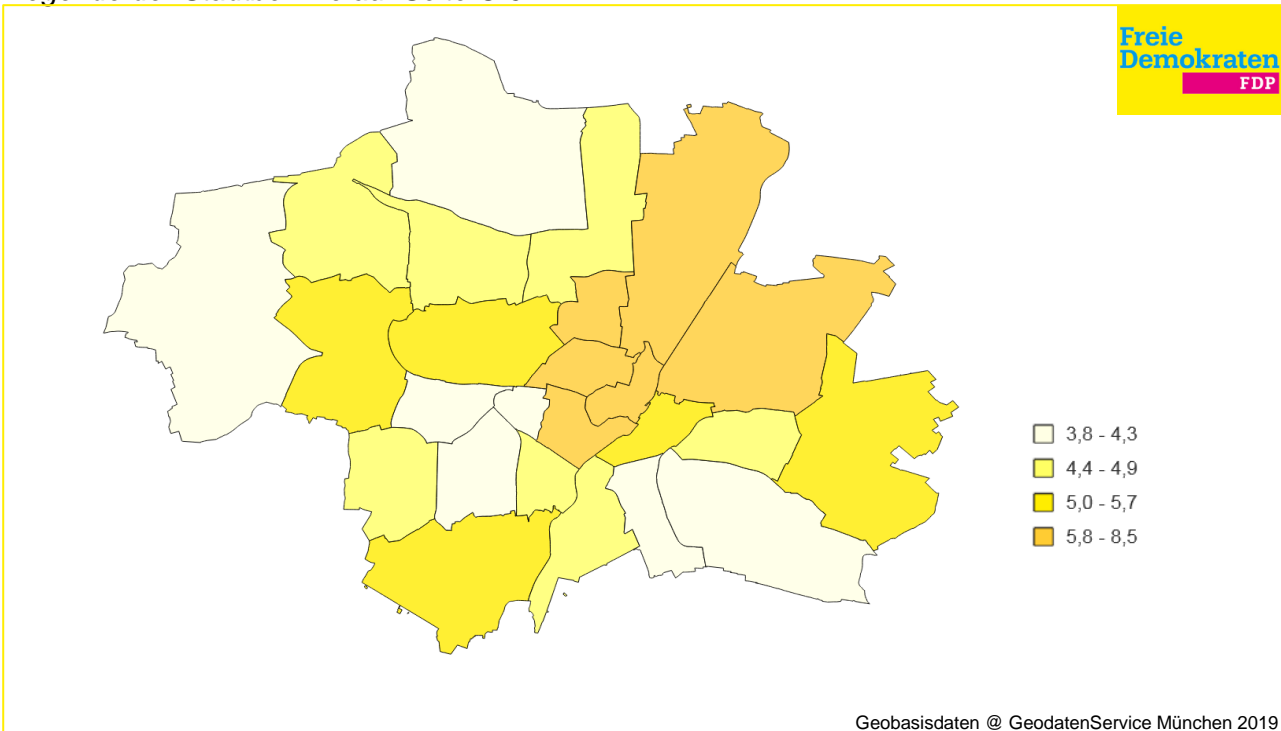 Freie
Demokraten
FDP
3,8 - 4,3
4,4 - 4,9
5,0 - 5,7
5,8 - 8,5
Geobasisdaten @ GeodatenService München 2019